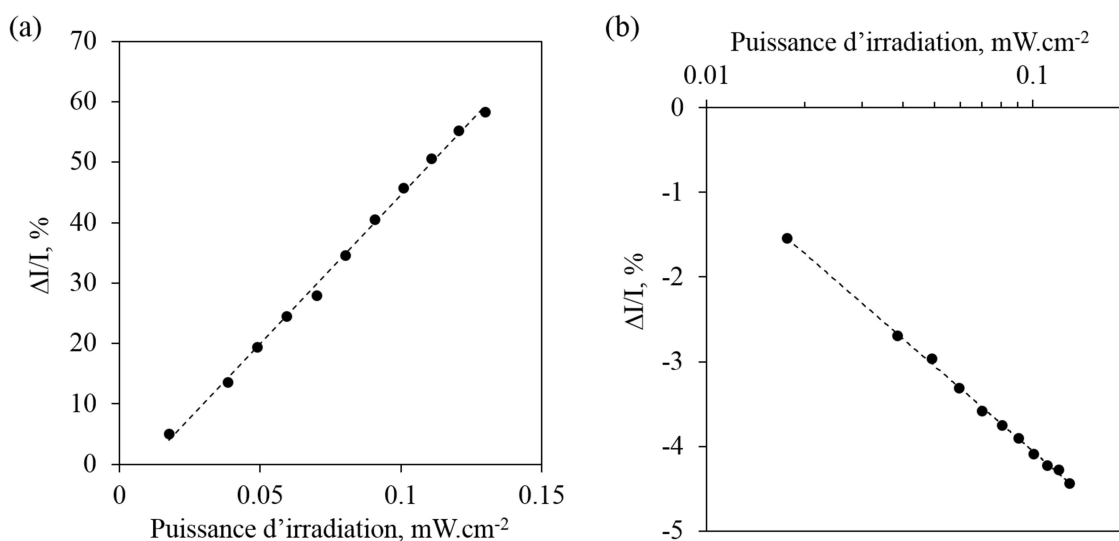 (a)
70
60
50
40
30
20
10
0
ΔI/I, %
0 0.05 0.1 0.15
Puissance d’irradiation, mW.cm-2
(b)
Puissance d’irradiation, mW.cm-2
0.01 0.1
0
-1
-2
-3
-4
-5
ΔI/I, %